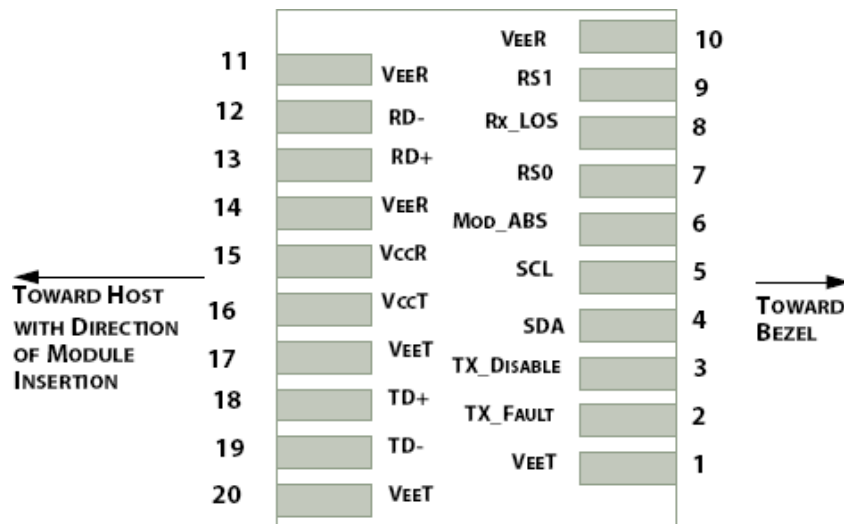 11 VEER
12 RD-
13 RD+
14 VEER
15 VCCR
16 VCCT
17 VEET
18 TD+
19 TD-
20 VEET
VEER 10
RS1 9
RX_LOS 8
RS0 7
MOD_ABS 6
SCL 5
SDA 4
TX_DISABLE 3
TX_FAULT 2
VEET 1
TOWARD HOST
WITH DIRECTION
OF MODULE
INSERTION
TOWARD
BEZEL